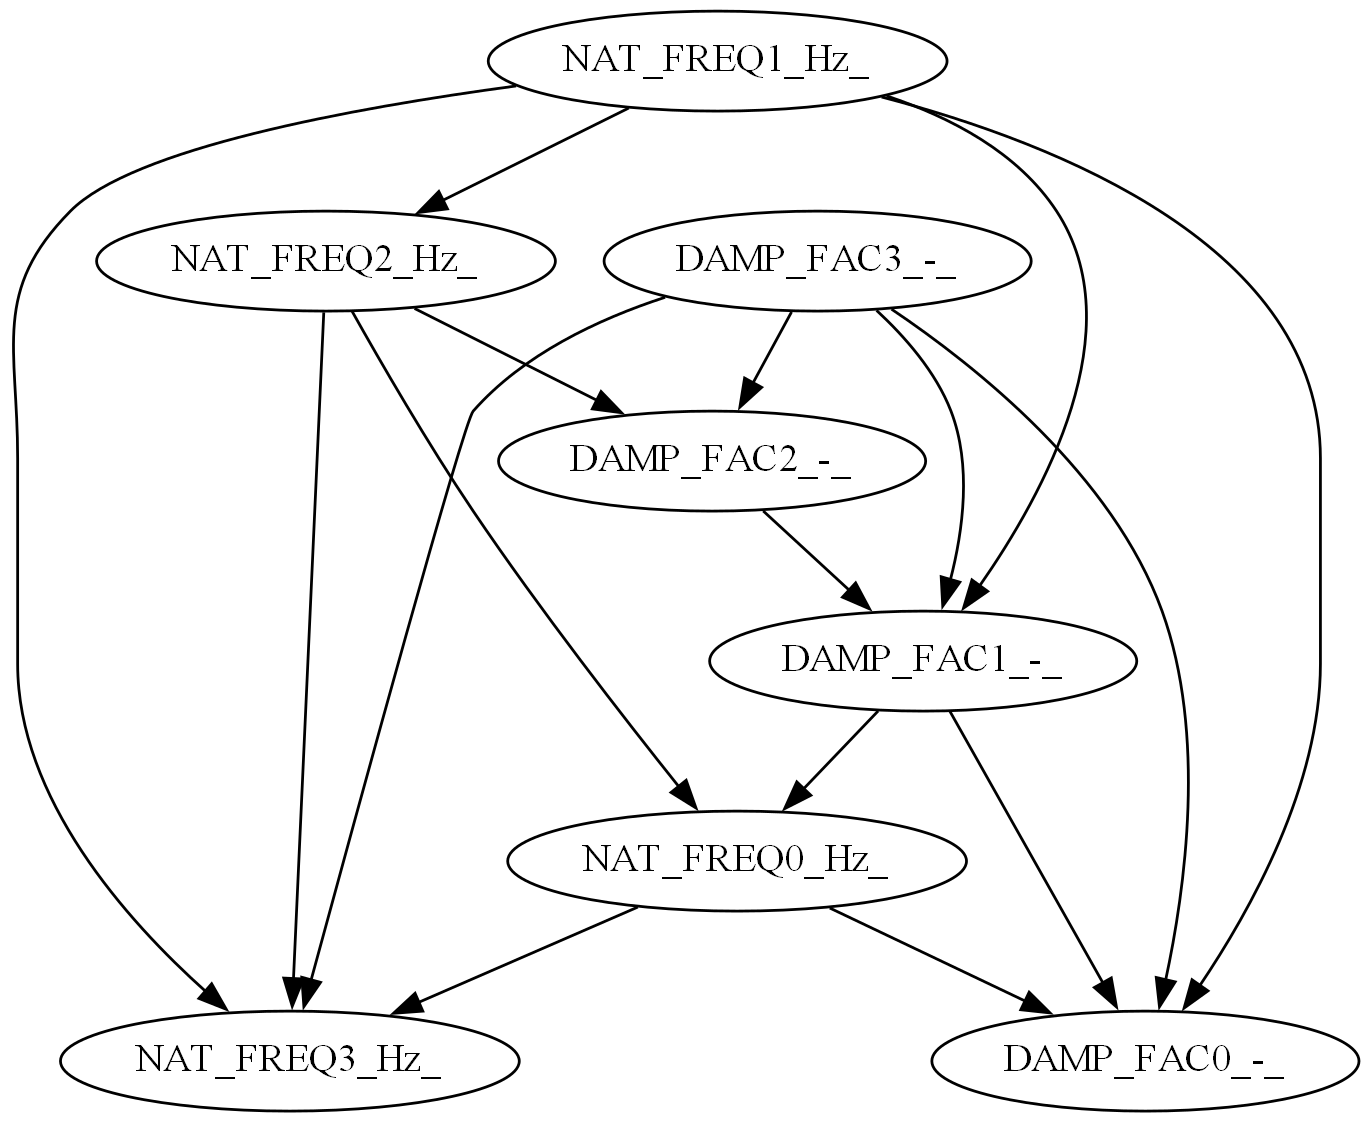 NAT_FREQ1_Hz_
NAT_FREQ2_Hz_
DAMP_FAC3_-_
DAMP_FAC2_-_
DAMP_FAC1_-_
NAT_FREQ0_Hz_
NAT_FREQ3_Hz_
DAMP_FAC0_-_